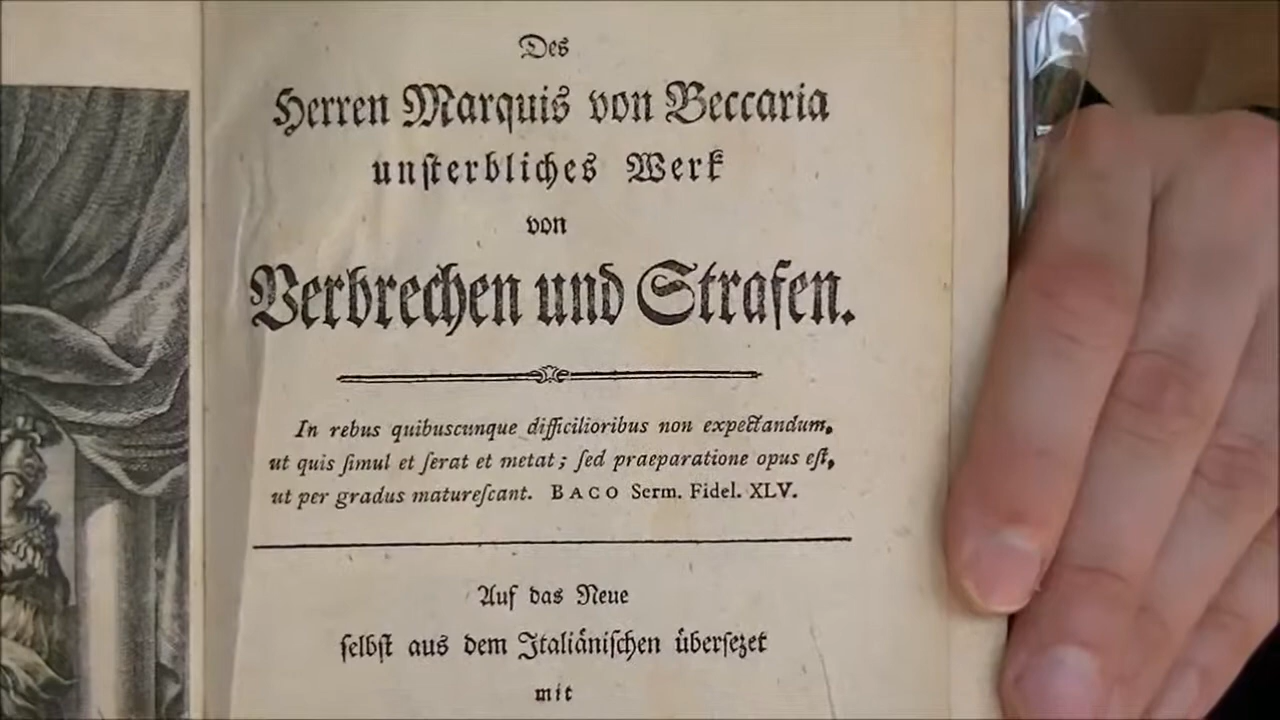 Des
Herren Marquis von Beccaria
unſterbliches Werk
von
Verbrechen und Strafen.
In rebus quibuscunque difficilioribus non expectandum,
ut quis ſimul et ſerat et metat; ſed praeparatione opus eſt,
ut per gradus matureſcant. BACO Serm. Fidel. XLV.
Auf das Neue
ſelbſt aus dem Italiäniſchen überſezet
mit